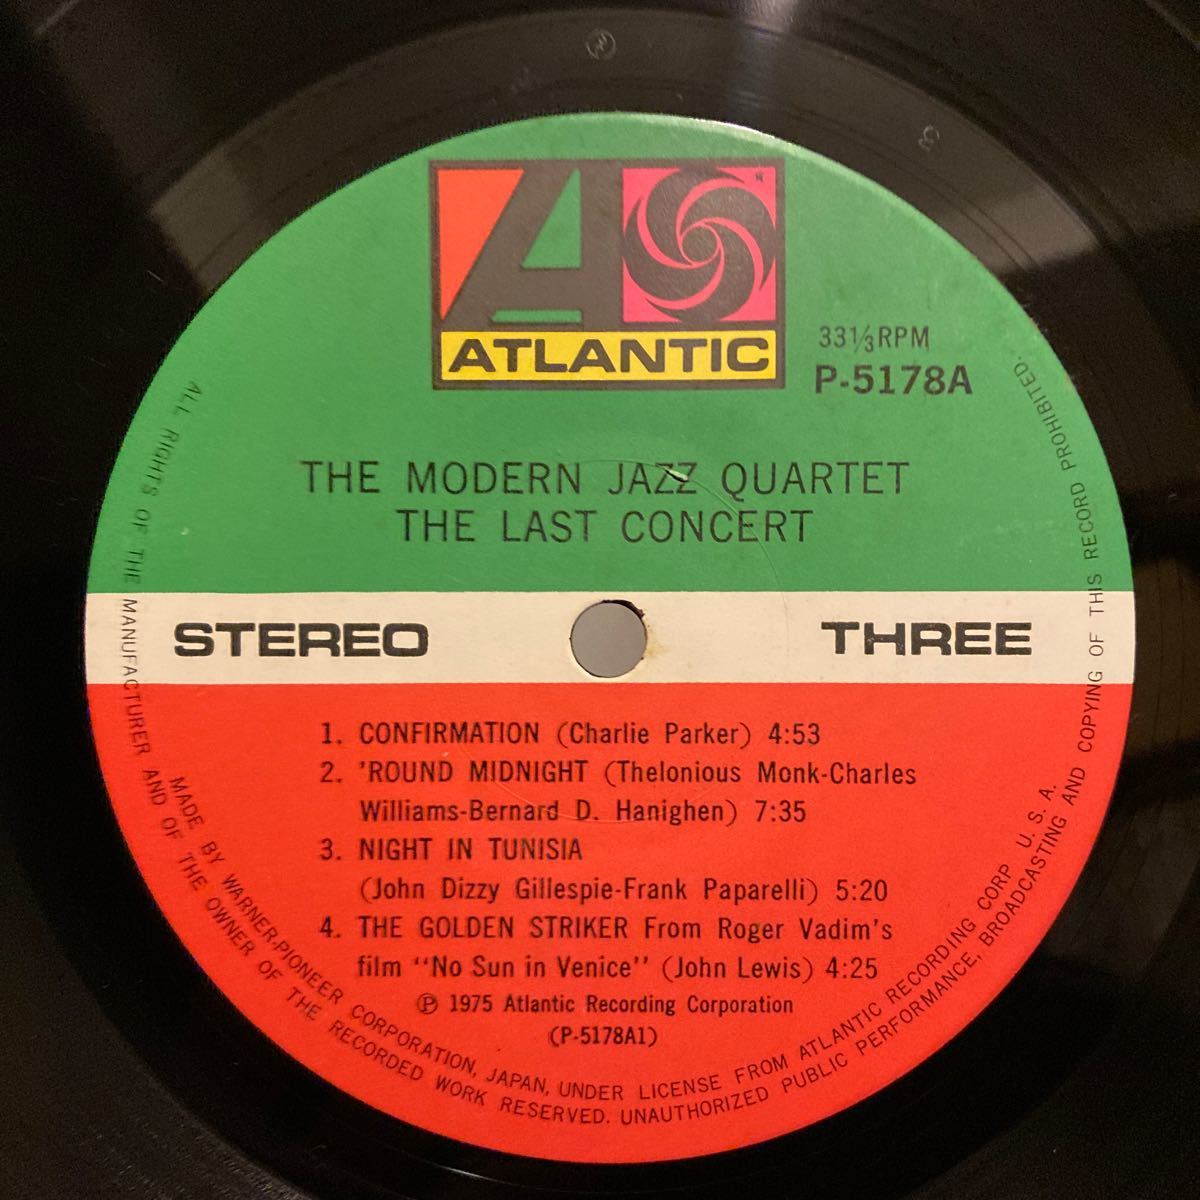 ATLANTIC
33⅓RPM
P-5178A
THE MODERN JAZZ QUARTET
THE LAST CONCERT
STEREO
THREE
1. CONFIRMATION (Charlie Parker) 4:53
2. 'ROUND MIDNIGHT (Thelonious Monk-Charles
Williams-Bernard D. Hanighen) 7:35
3. NIGHT IN TUNISIA
(John Dizzy Gillespie-Frank Paparelli) 5:20
4. THE GOLDEN STRIKER From Roger Vadim's
film "No Sun in Venice" (John Lewis) 4:25
Ⓟ 1975 Atlantic Recording Corporation
(P-5178A1)
MADE BY WARNER-PIONEER CORPORATION, JAPAN, UNDER LICENSE FROM ATLANTIC RECORDING CORP U. S. A.
ALL RIGHTS OF THE MANUFACTURER AND OF THE OWNER OF THE RECORDED WORK RESERVED. UNAUTHORIZED PUBLIC PERFORMANCE, BROADCASTING AND COPYING OF THIS RECORD PROHIBITED.